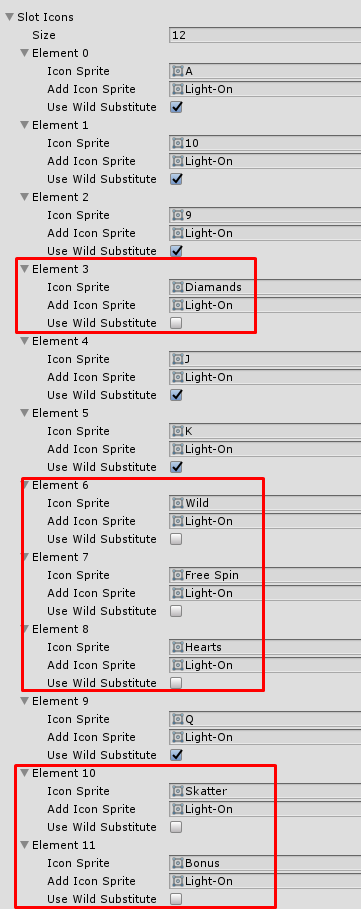 Slot Icons
Size 12
Element 0
Icon Sprite A
Add Icon Sprite Light-On
Use Wild Substitute
Element 1
Icon Sprite 10
Add Icon Sprite Light-On
Use Wild Substitute
Element 2
Icon Sprite 9
Add Icon Sprite Light-On
Use Wild Substitute
Element 3
Icon Sprite Diamands
Add Icon Sprite Light-On
Use Wild Substitute
Element 4
Icon Sprite J
Add Icon Sprite Light-On
Use Wild Substitute
Element 5
Icon Sprite K
Add Icon Sprite Light-On
Use Wild Substitute
Element 6
Icon Sprite Wild
Add Icon Sprite Light-On
Use Wild Substitute
Element 7
Icon Sprite Free Spin
Add Icon Sprite Light-On
Use Wild Substitute
Element 8
Icon Sprite Hearts
Add Icon Sprite Light-On
Use Wild Substitute
Element 9
Icon Sprite Q
Add Icon Sprite Light-On
Use Wild Substitute
Element 10
Icon Sprite Skatter
Add Icon Sprite Light-On
Use Wild Substitute
Element 11
Icon Sprite Bonus
Add Icon Sprite Light-On
Use Wild Substitute